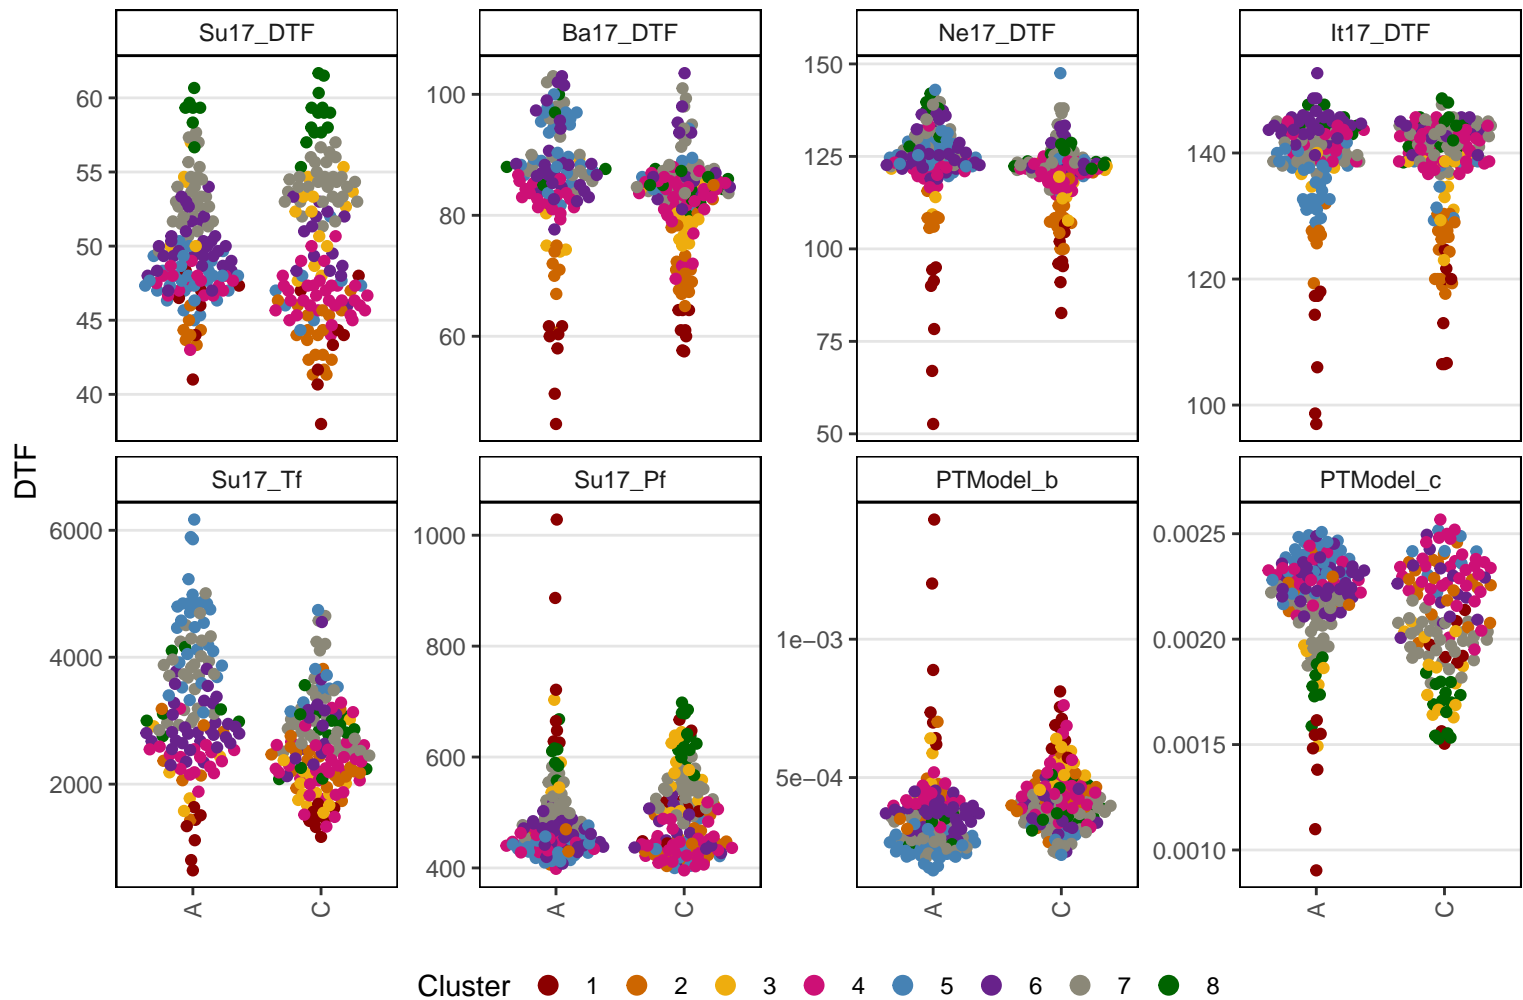 Su17_DTF
Ba17_DTF
Ne17_DTF
It17_DTF
60
55
50
45
40
100
80
60
150
125
100
75
50
140
120
100
DTF
Su17_Tf
Su17_Pf
PTModel_b
PTModel_c
6000
4000
2000
1000
800
600
400
1e−03
5e−04
0.0025
0.0020
0.0015
0.0010
A
C
A
C
A
C
A
C
Cluster 1 2 3 4 5 6 7 8